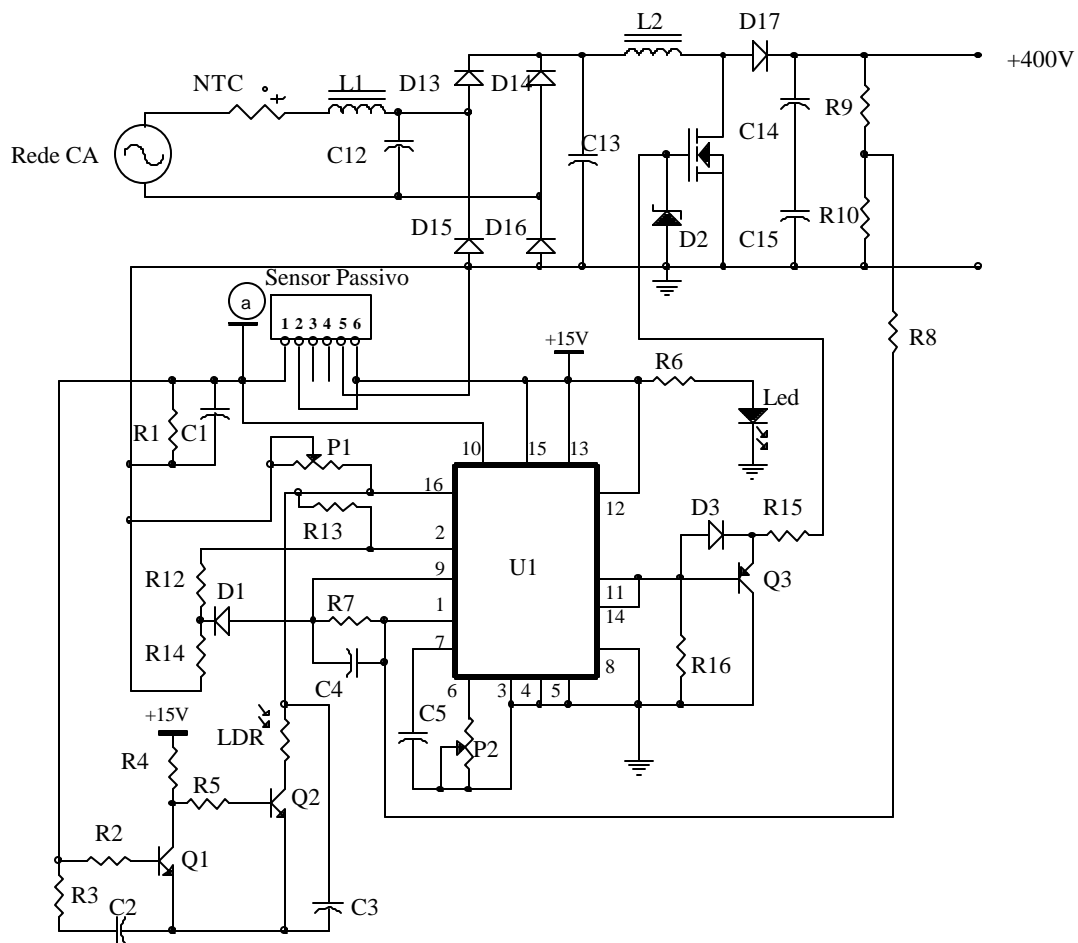 L2 D17
+400V
NTC + L1 D13 D14
R9
C12 C13 C14
Rede CA
D15 D16 D2 C15 R10
Sensor Passivo
a
1 2 3 4 5 6
+15V
R8
R6
Led
R1 C1
P1
10 15 13
16 12
R13
D3 R15
2
R12 D1 9 U1 Q3
R7 1 11
14
R14 7 R16
8
C4 6 3 4 5
+15V LDR C5
P2
R4
R5 Q2
R2 Q1
R3
C2 C3